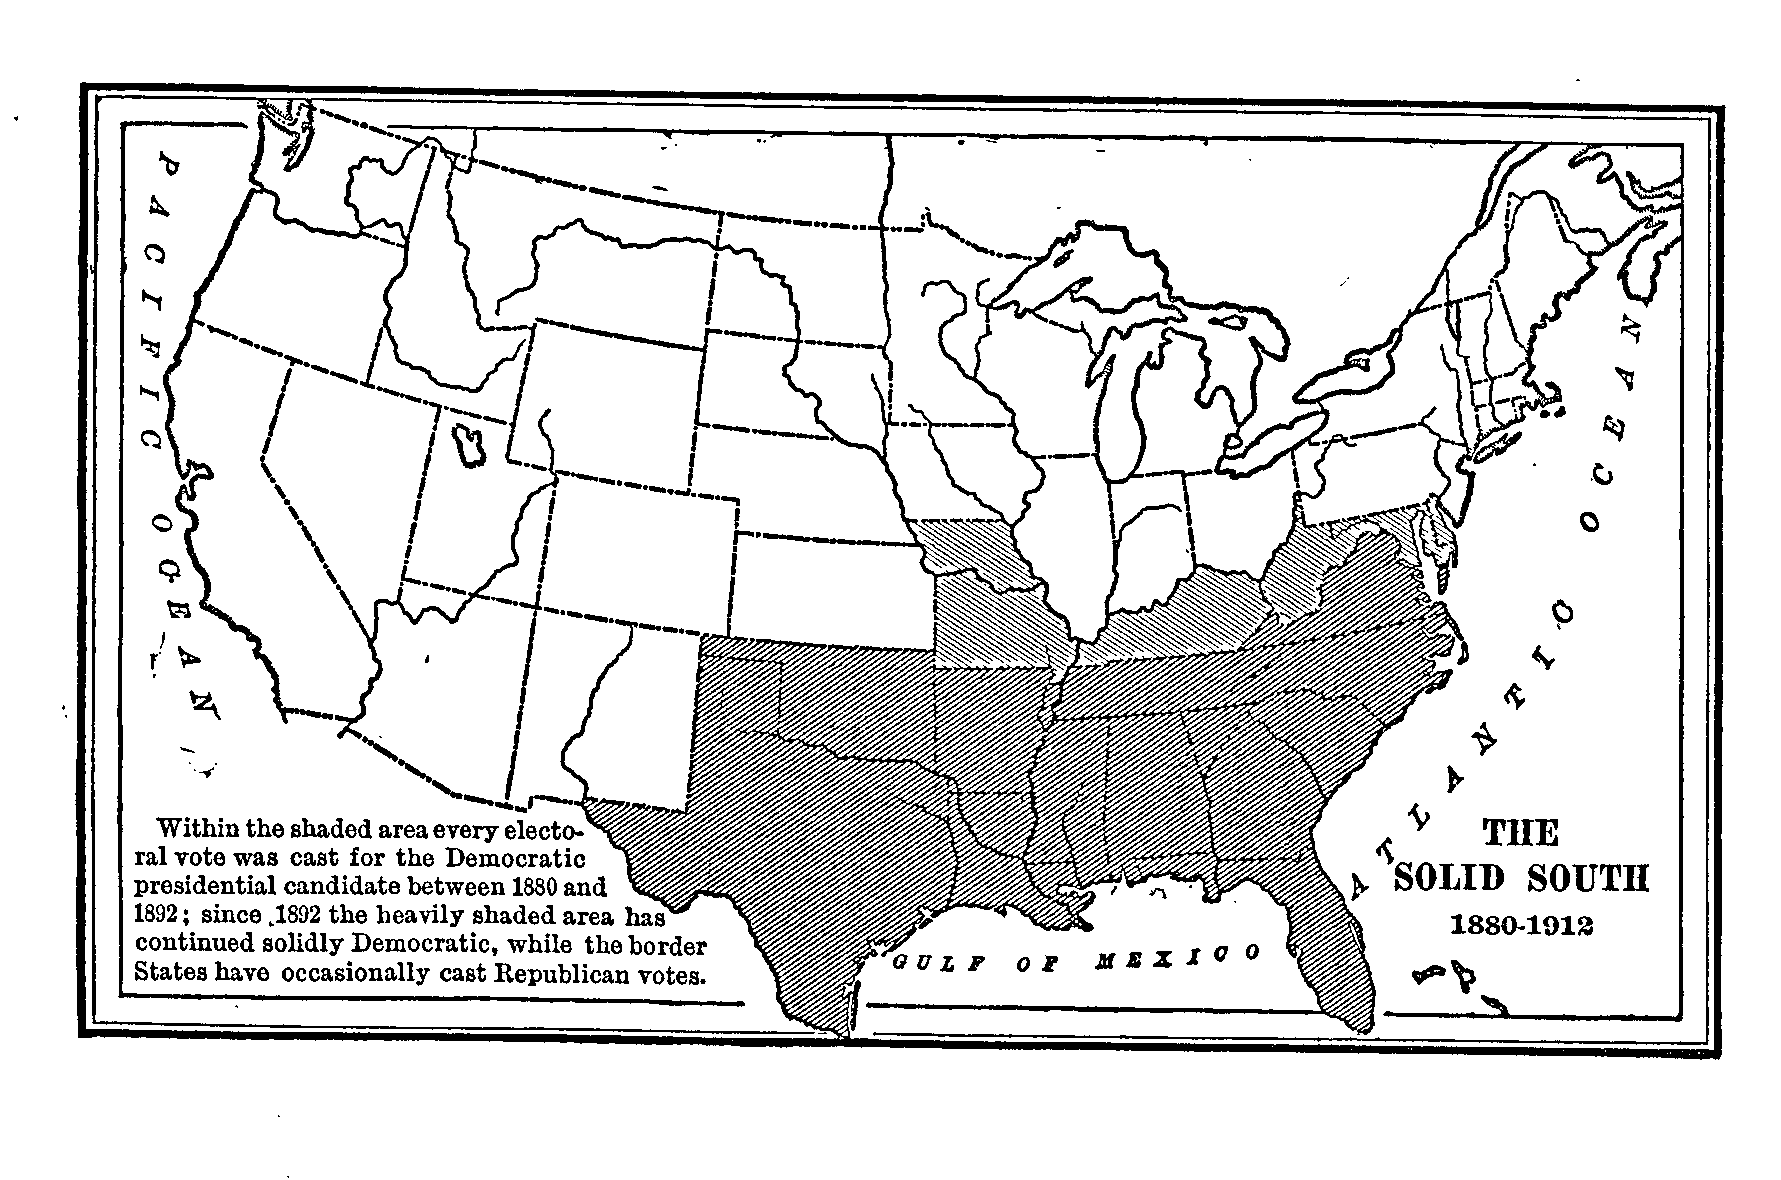 PACIFIC OCEAN
ATLANTIC OCEAN
GULF OF MEXICO
THE
SOLID SOUTH
1880-1912
Within the shaded area every electo-
ral vote was cast for the Democratic
presidential candidate between 1880 and
1892; since 1892 the heavily shaded area has
continued solidly Democratic, while the border
States have occasionally cast Republican votes.